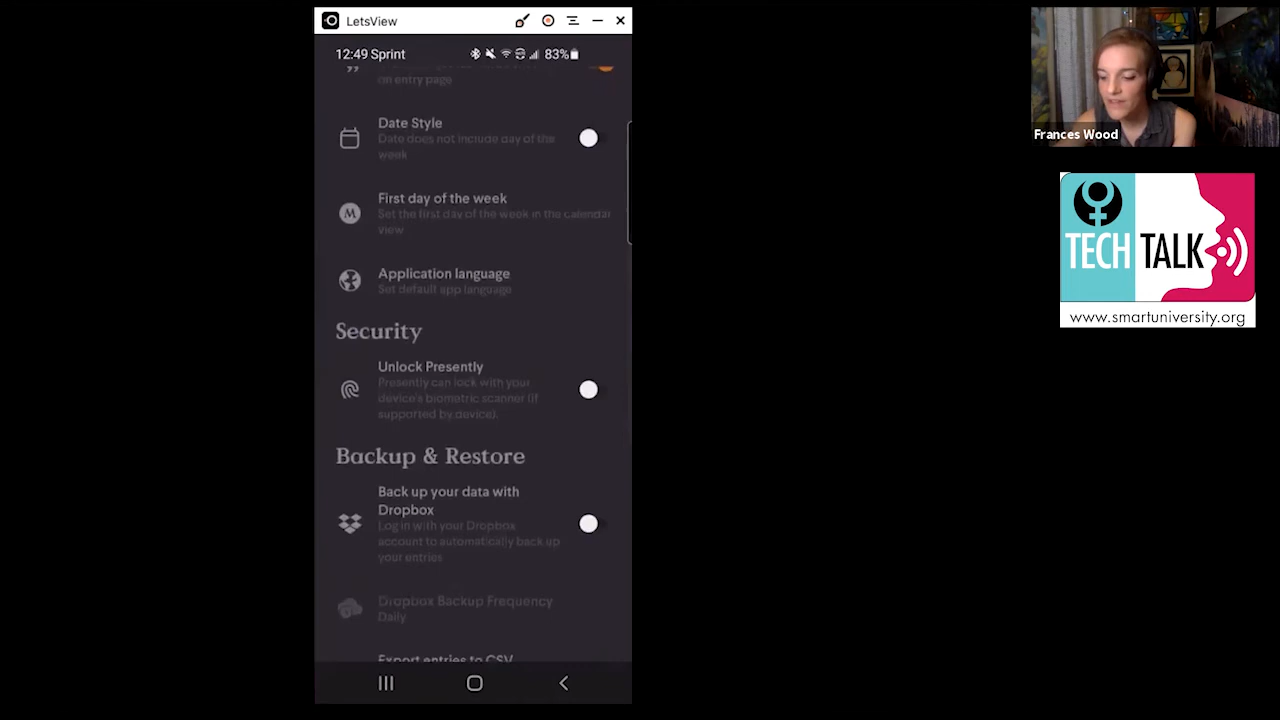 LetsView
12:49 Sprint
83%
on entry page
Date Style
Date does not include day of the
week
First day of the week
M
Set the first day of the week in the calendar
view
Application language
Set default app language
Security
Unlock Presently
Presently can lock with your
device's biometric scanner (if
supported by device).
Backup & Restore
Back up your data with
Dropbox
Log in with your Dropbox
account to automatically back up
your entries
Dropbox Backup Frequency
Daily
Export entries to CSV
Frances Wood
TECH TALK
www.smartuniversity.org